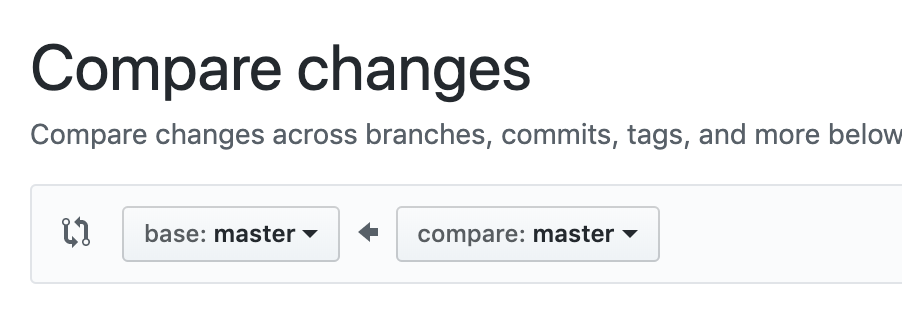 Compare changes
Compare changes across branches, commits, tags, and more below
base: master compare: master